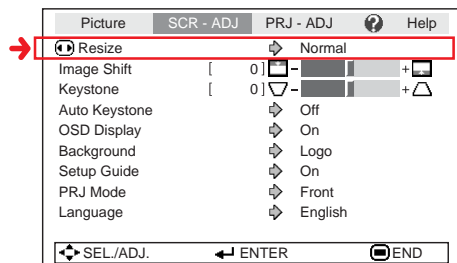 Picture SCR - ADJ PRJ - ADJ ? Help
Resize Normal
Image Shift [ 0 ] - +
Keystone [ 0 ] - +
Auto Keystone Off
OSD Display On
Background Logo
Setup Guide On
PRJ Mode Front
Language English
SEL./ADJ. ENTER END